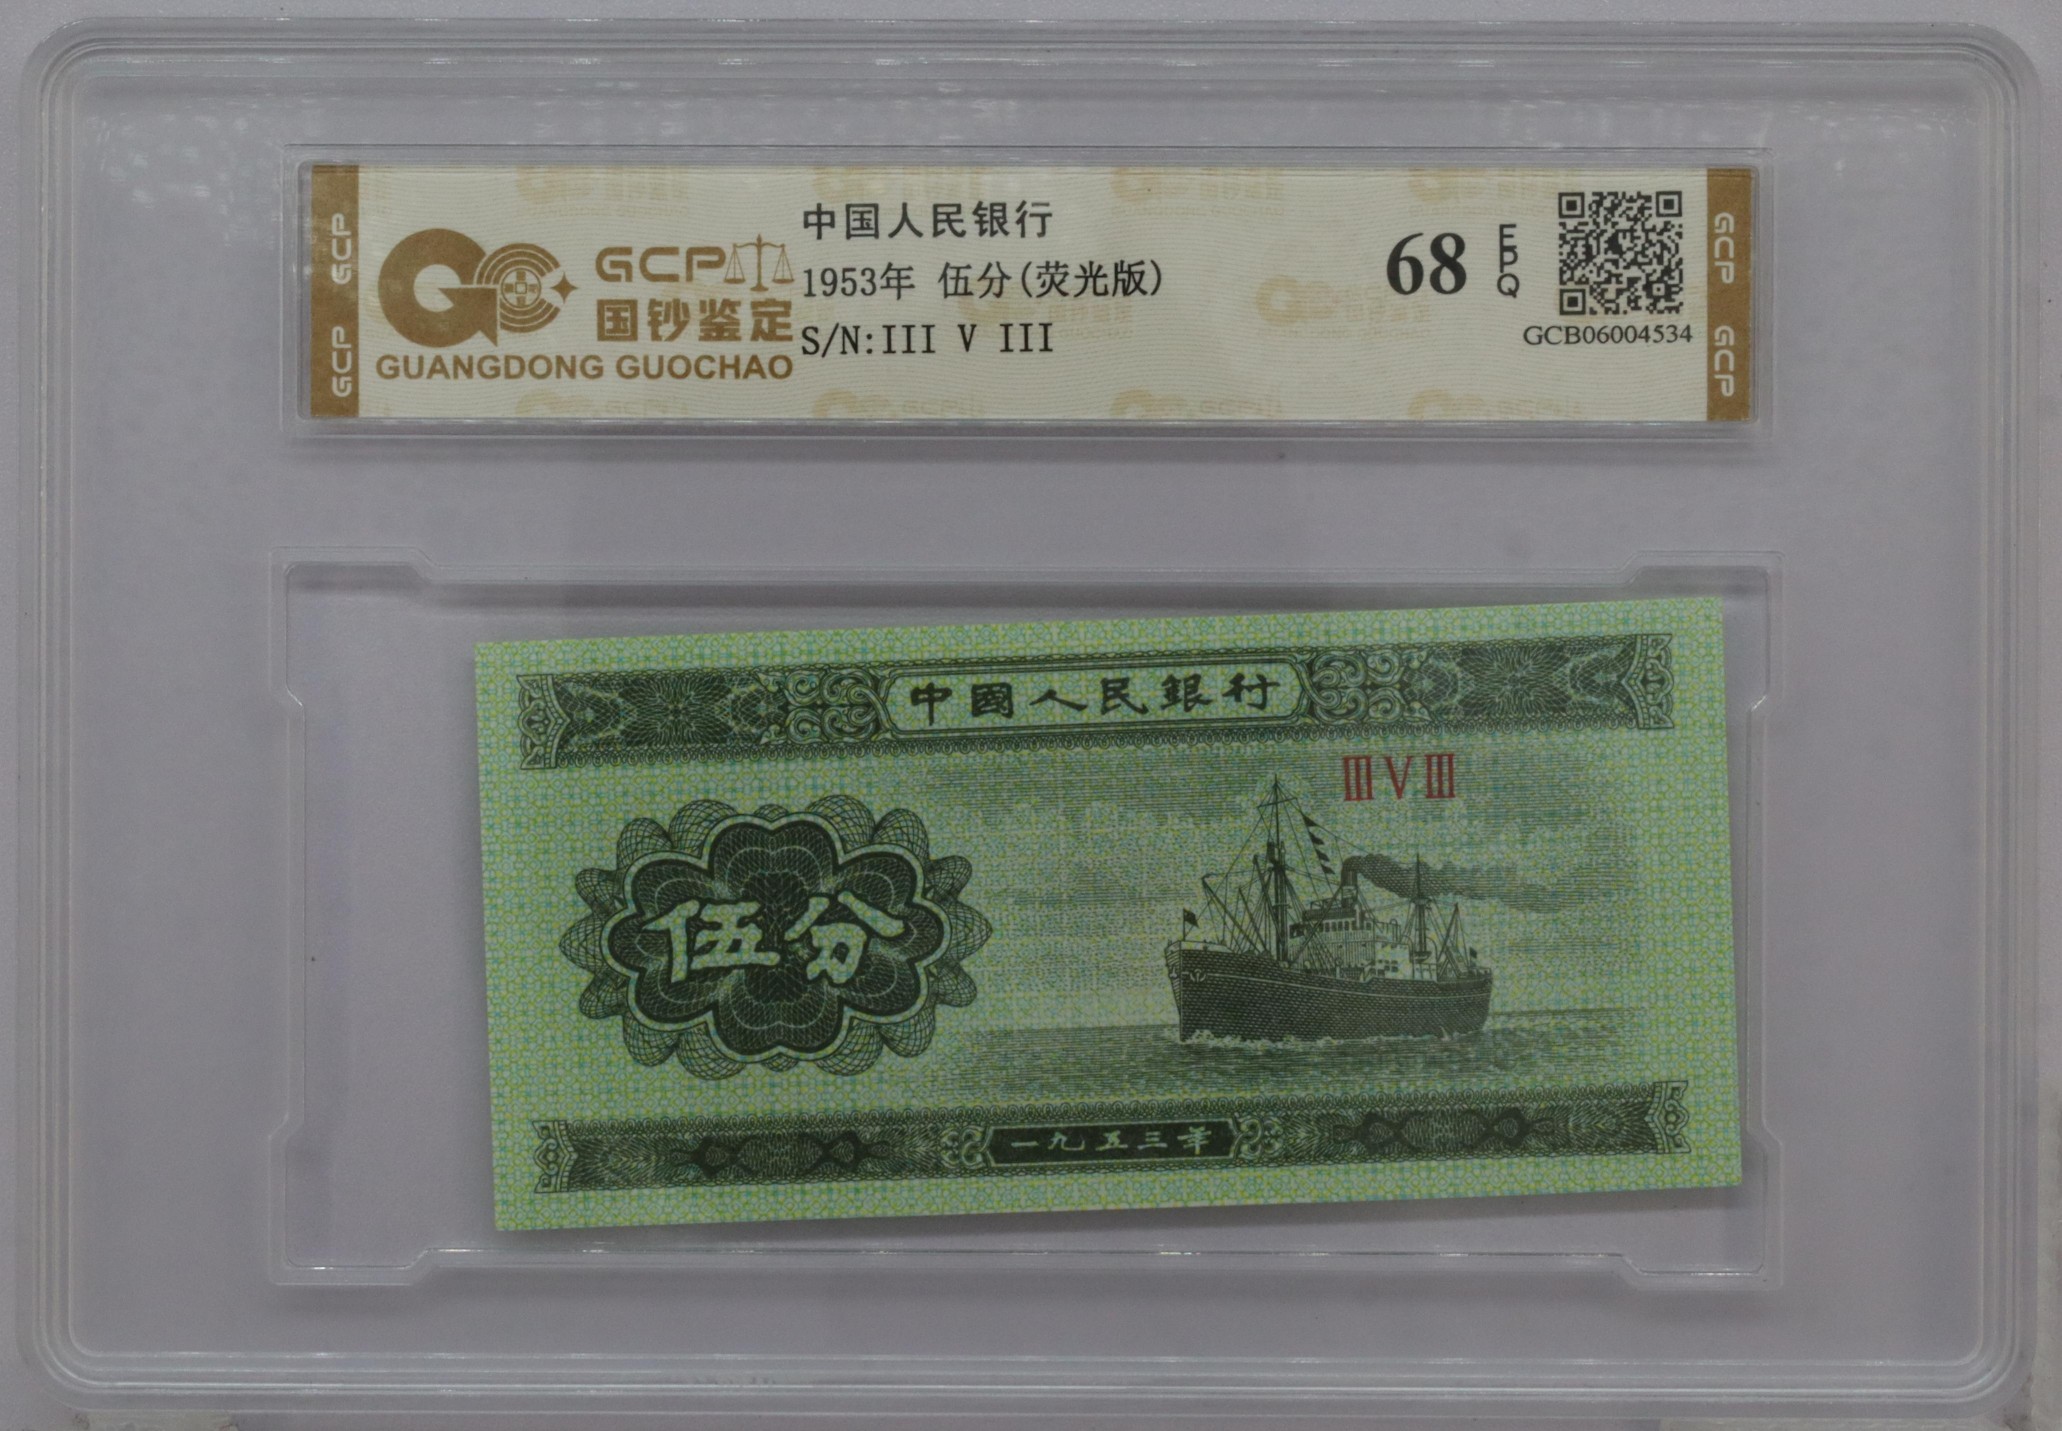 GCP GCP
GCP
国钞鉴定
GUANGDONG GUOCHAO
中国人民银行
1953年 伍分(荧光版)
S/N:III V III
68 EPQ
GCB06004534
GCP GCP
中國人民銀行
ⅢⅤⅢ
伍分
一九五三年